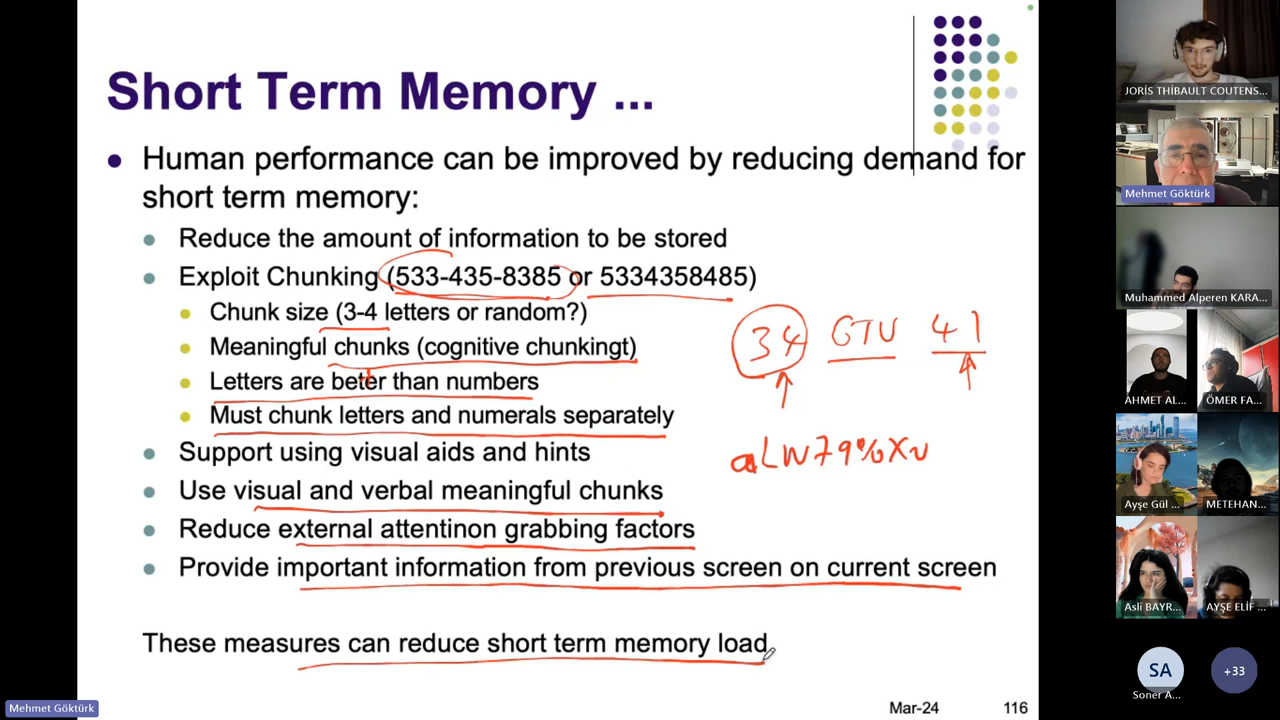 Short Term Memory ...
Human performance can be improved by reducing demand for
short term memory:
Reduce the amount of information to be stored
Exploit Chunking (533-435-8385 or 5334358485)
Chunk size (3-4 letters or random?)
Meaningful chunks (cognitive chunkingt)
Letters are beter than numbers
Must chunk letters and numerals separately
Support using visual aids and hints
Use visual and verbal meaningful chunks
Reduce external attentinon grabbing factors
Provide important information from previous screen on current screen
These measures can reduce short term memory load
34 GTU 41
aLW79%XN
Mar-24 116
Mehmet Göktürk
JORİS THİBAULT COUTENS...
Mehmet Göktürk
Muhammed Alperen KARA...
AHMET AL...
ÖMER FA...
Ayşe Gül ...
METEHAN...
Asli BAYR...
AYŞE ELİF ...
SA
Soner A...
+33